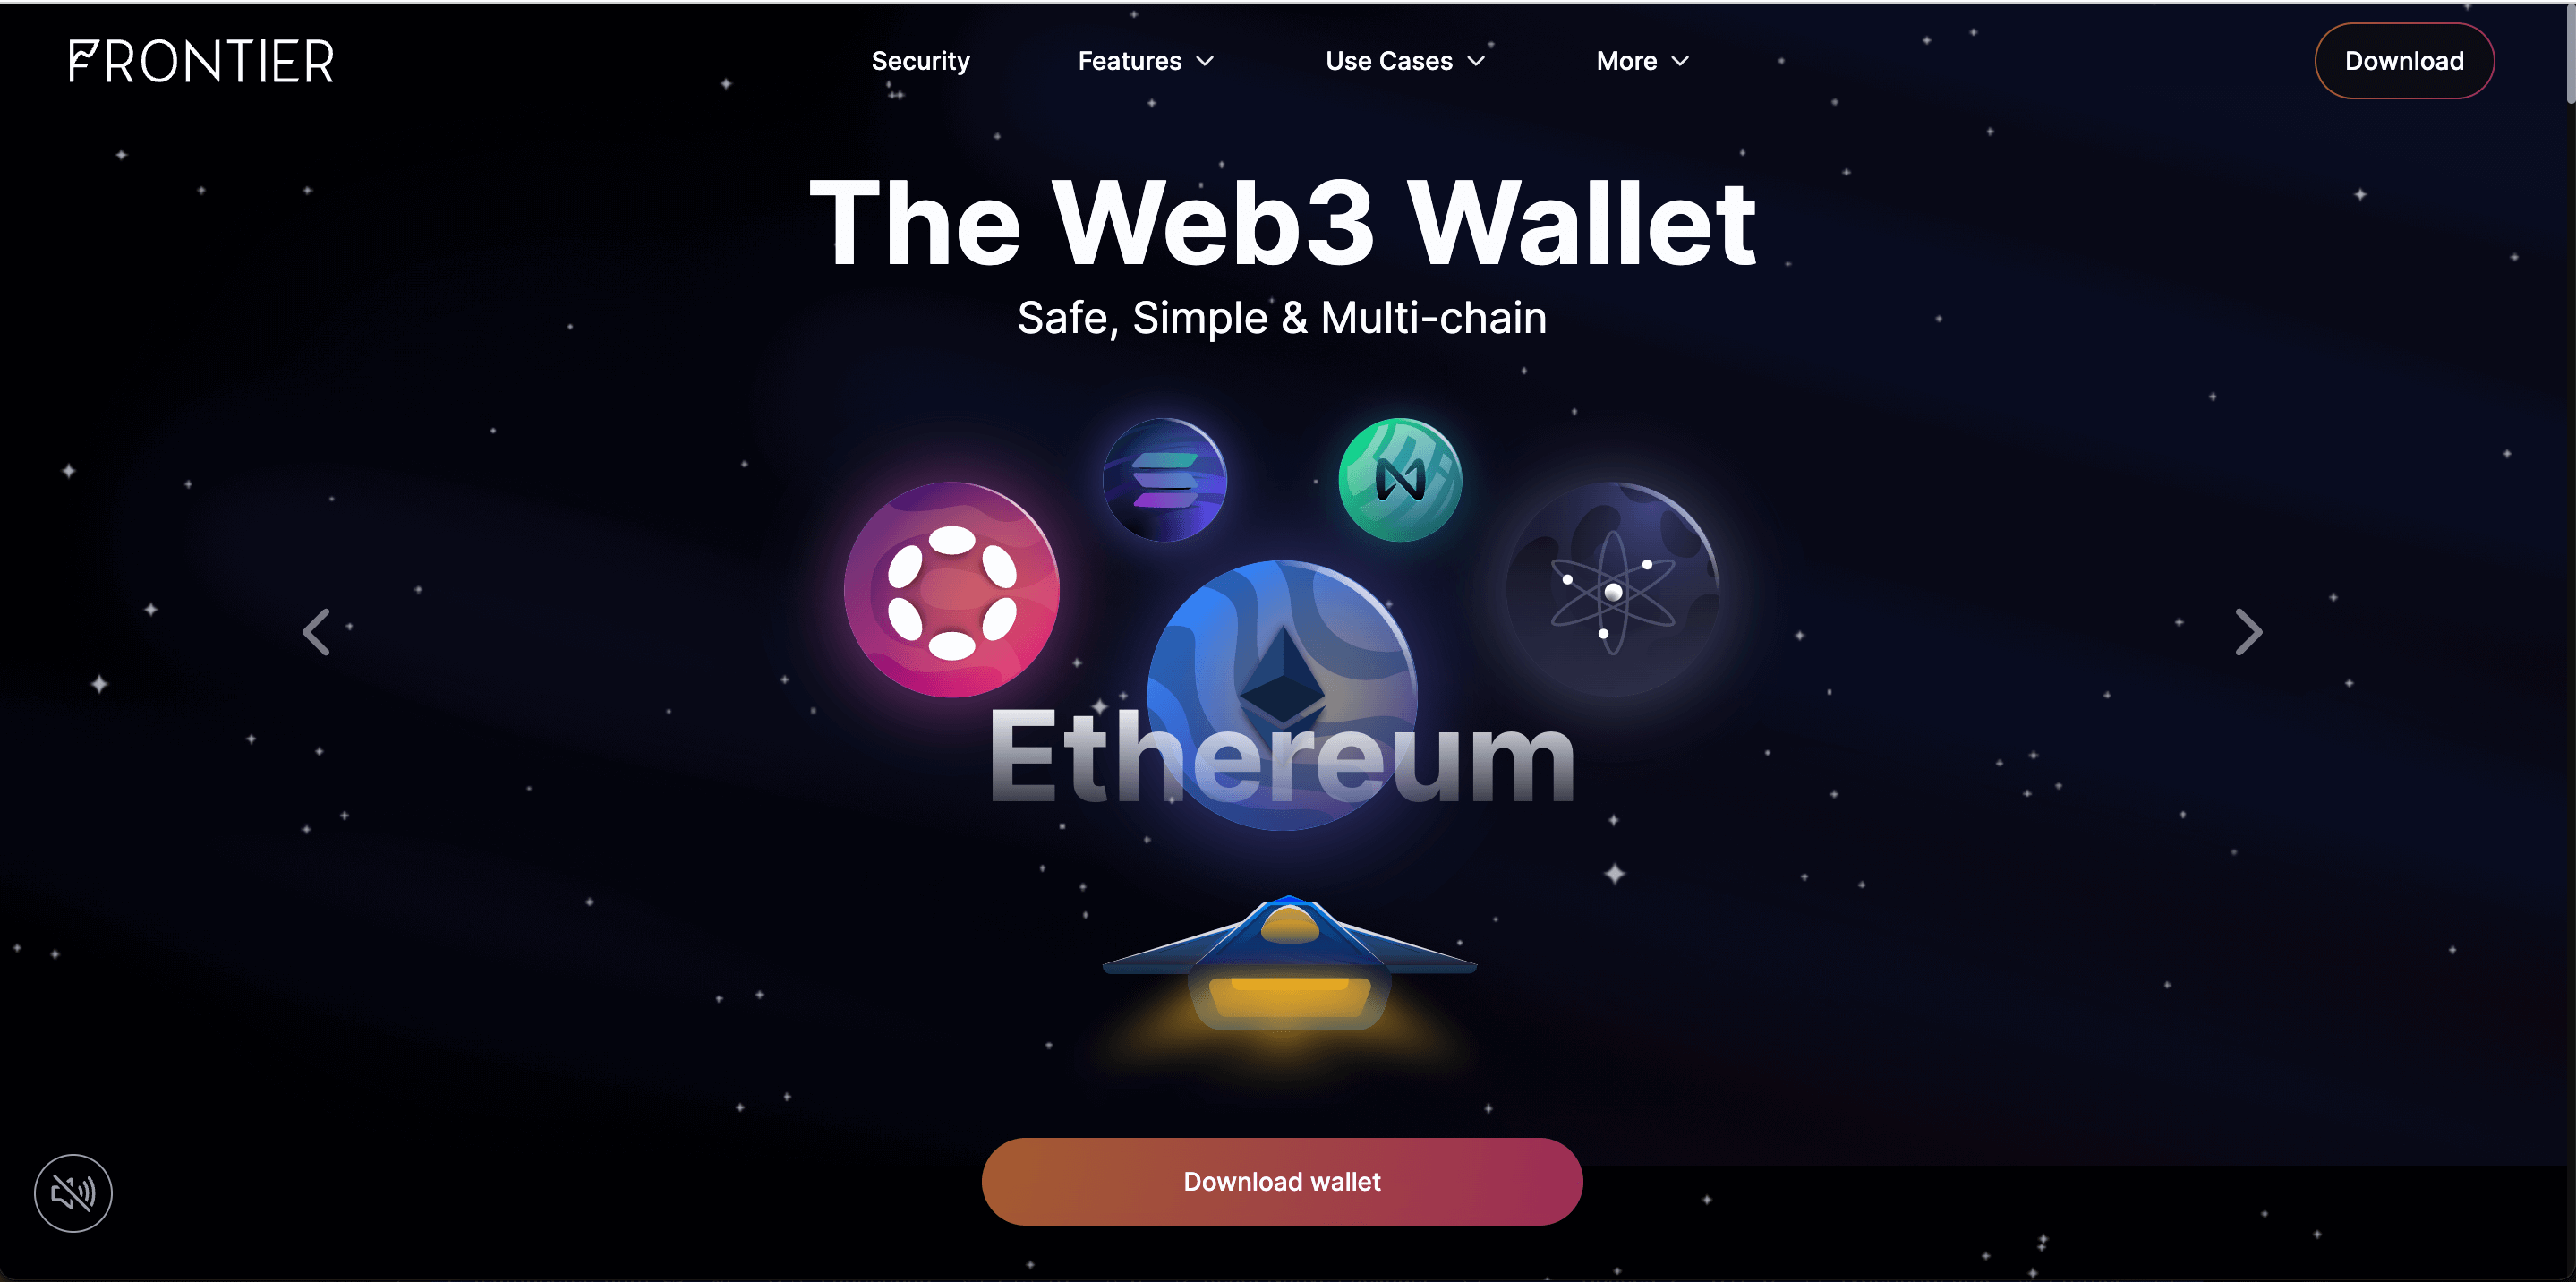 FRONTIER
Security
Features
Use Cases
More
Download
The Web3 Wallet
Safe, Simple & Multi-chain
Ethereum
Download wallet